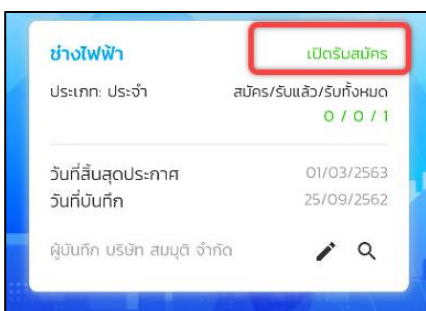 ช่างไฟฟ้า เปิดรับสมัคร
ประเภท: ประจำ สมัคร/รับแล้ว/รับทั้งหมด
0 / 0 / 1
วันที่สิ้นสุดประกาศ 01/03/2563
วันที่บันทึก 25/09/2562
ผู้บันทึก บริษัท สมมุติ จำกัด